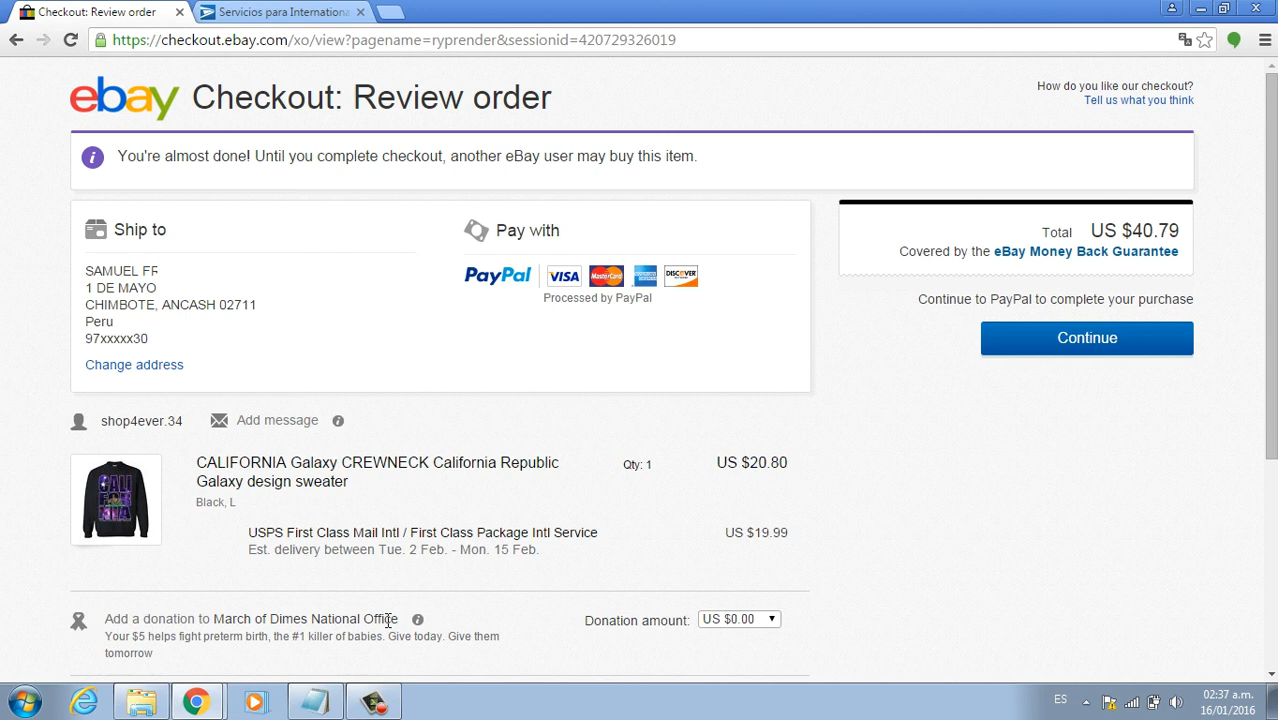 Checkout: Review order
Servicios para Internationa
https://checkout.ebay.com/xo/view?pagename=ryprender&sessionid=420729326019
ebay Checkout: Review order
How do you like our checkout?
Tell us what you think
You're almost done! Until you complete checkout, another eBay user may buy this item.
Ship to
SAMUEL FF
1 DE MAYO
CHIMBOTE, ANCASH 02711
Peru
97xxxxx30
Change address
Pay with
PayPal VISA MasterCard DISCOVER
Processed by PayPal
Total US $40.79
Covered by the eBay Money Back Guarantee
Continue to PayPal to complete your purchase
Continue
shop4ever.34 Add message
CALIFORNIA Galaxy CREWNECK California Republic Qty: 1 US $20.80
Galaxy design sweater
Black, L
USPS First Class Mail Intl / First Class Package Intl Service US $19.99
Est. delivery between Tue. 2 Feb. - Mon. 15 Feb.
Add a donation to March of Dimes National Office Donation amount: US $0.00
Your $5 helps fight preterm birth, the #1 killer of babies. Give today. Give them
tomorrow
ES
02:37 a.m.
16/01/2016